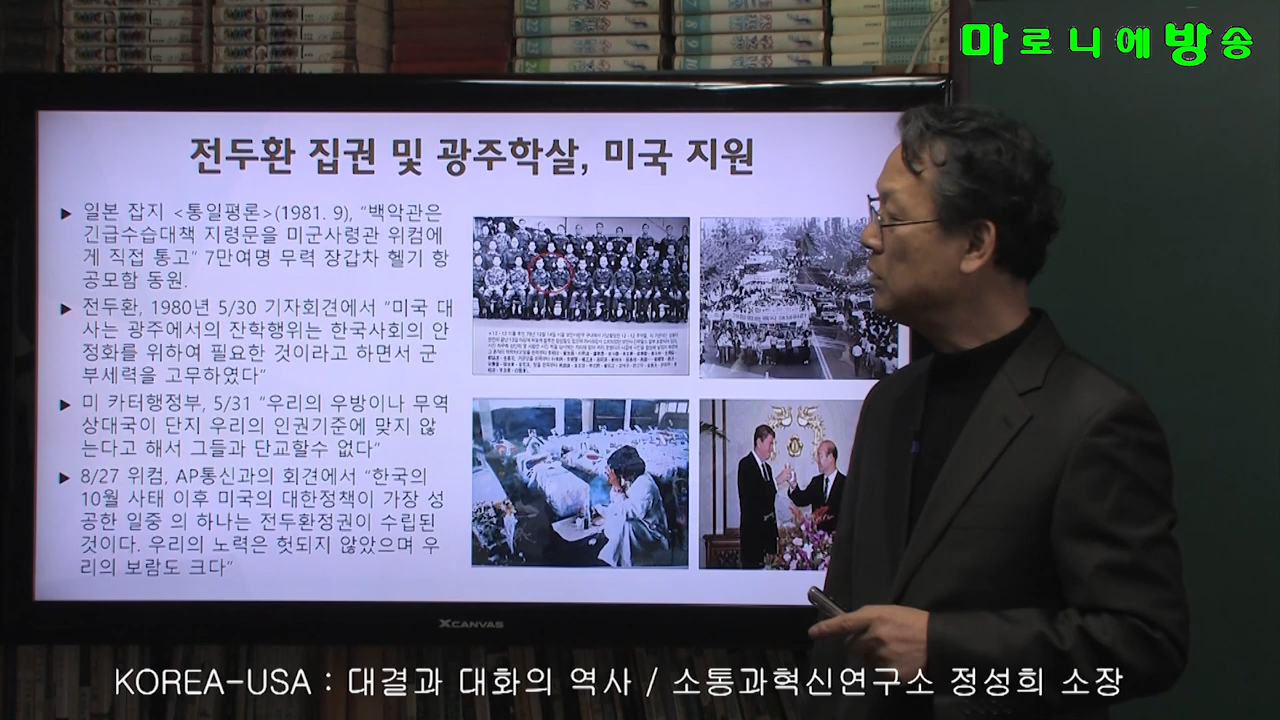 마로니에방송
전두환 집권 및 광주학살, 미국 지원
▶ 일본 잡지 <통일평론>(1981. 9), "백악관은
긴급수습대책 지령문을 미군사령관 위컴에
게 직접 통고" 7만여명 무력 장갑차 헬기 항
공모함 동원.
▶ 전두환, 1980년 5/30 기자회견에서 "미국 대
사는 광주에서의 잔학행위는 한국사회의 안
정화를 위하여 필요한 것이라고 하면서 군
부세력을 고무하였다"
▶ 미 카터행정부, 5/31 "우리의 우방이나 무역
상대국이 단지 우리의 인권기준에 맞지 않
는다고 해서 그들과 단교할수 없다"
▶ 8/27 위컴, AP통신과의 회견에서 "한국의
10월 사태 이후 미국의 대한정책이 가장 성
공한 일중 의 하나는 전두환정권이 수립된
것이다. 우리의 노력은 헛되지 않았으며 우
리의 보람도 크다"
XCANVAS
KOREA-USA : 대결과 대화의 역사 / 소통과혁신연구소 정성희 소장